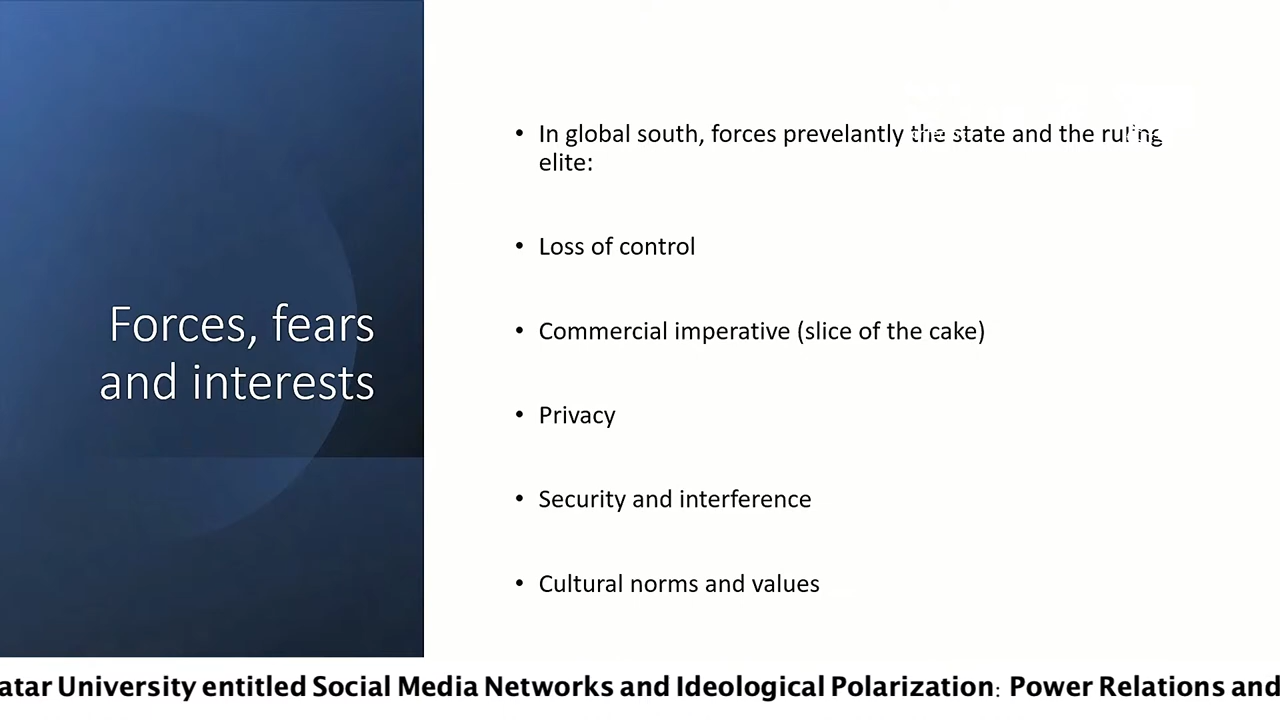 Forces, fears
and interests
• In global south, forces prevelantly the state and the ruling
elite:
• Loss of control
• Commercial imperative (slice of the cake)
• Privacy
• Security and interference
• Cultural norms and values
atar University entitled Social Media Networks and Ideological Polarization: Power Relations and